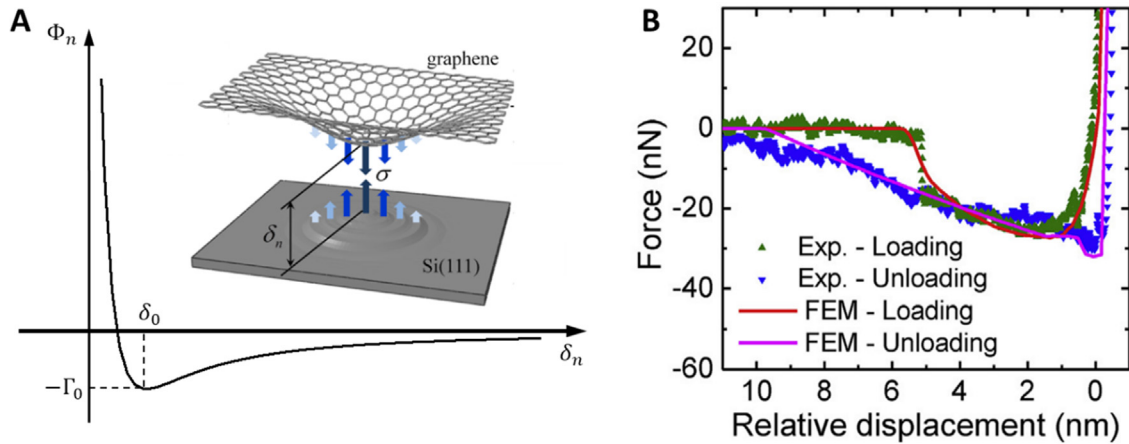 A
Φn
graphene
σ
δn
Si(111)
δ0
δn
−Γ0
B
Force (nN)
20
0
-20
-40
-60
Exp. - Loading
Exp. - Unloading
FEM - Loading
FEM - Unloading
10 8 6 4 2 0
Relative displacement (nm)